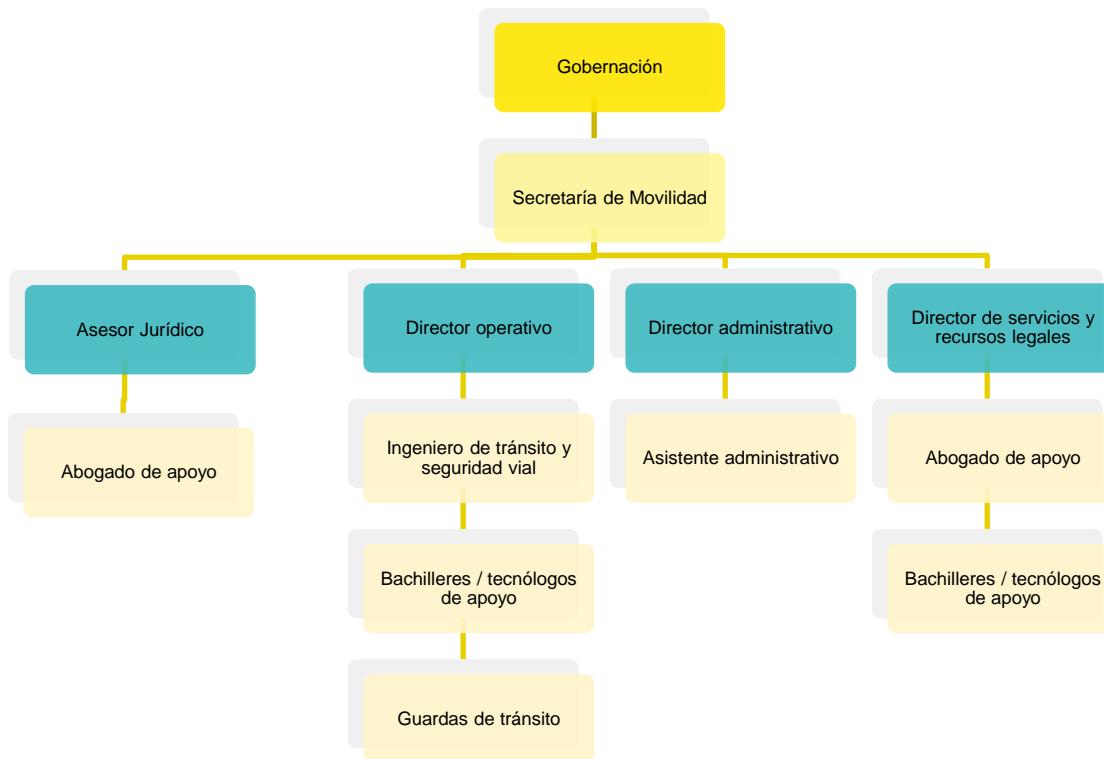 Gobernación
Secretaría de Movilidad
Asesor Jurídico
Director operativo
Director administrativo
Director de servicios y
recursos legales
Abogado de apoyo
Ingeniero de tránsito y
seguridad vial
Asistente administrativo
Abogado de apoyo
Bachilleres / tecnólogos
de apoyo
Bachilleres / tecnólogos
de apoyo
Guardas de tránsito